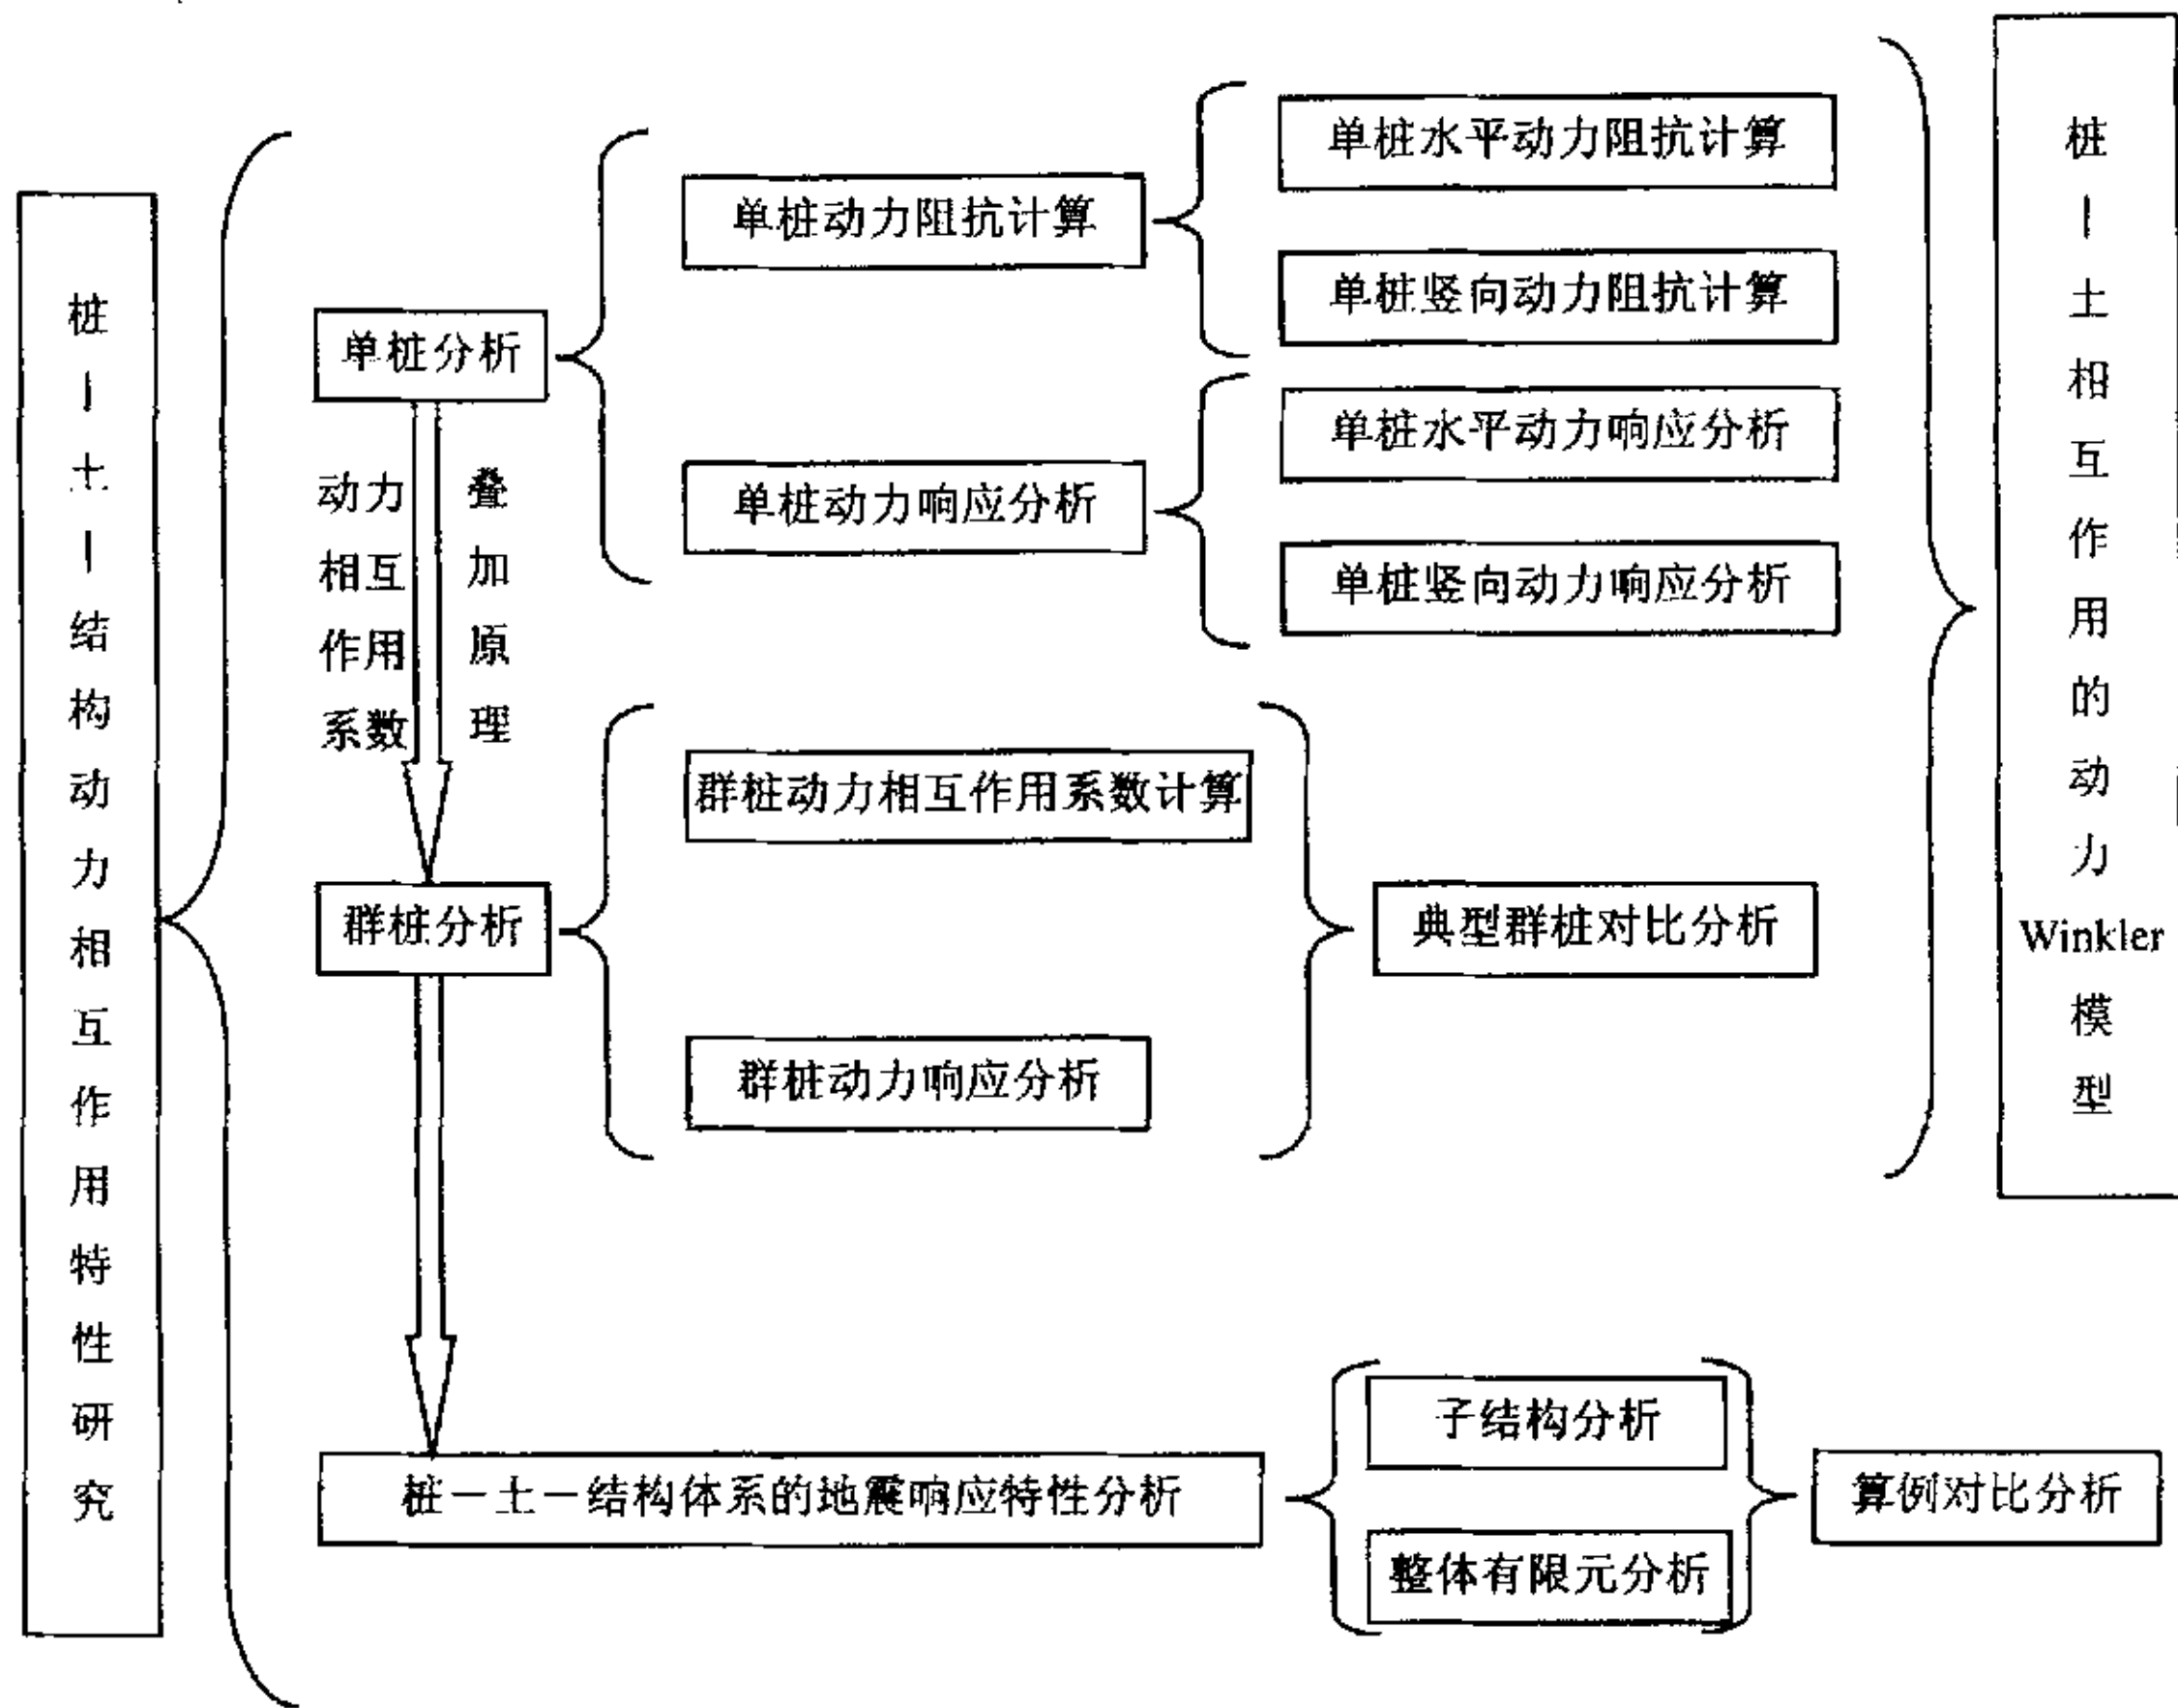 桩－土－结构动力相互作用特性研究
单桩分析
动力
相互
作用
系数
叠加原理
群桩分析
桩－土－结构体系的地震响应特性分析
单桩动力阻抗计算
单桩动力响应分析
单桩水平动力阻抗计算
单桩竖向动力阻抗计算
单桩水平动力响应分析
单桩竖向动力响应分析
群桩动力相互作用系数计算
群桩动力响应分析
典型群桩对比分析
子结构分析
整体有限元分析
算例对比分析
桩－土相互作用的动力Winkler模型